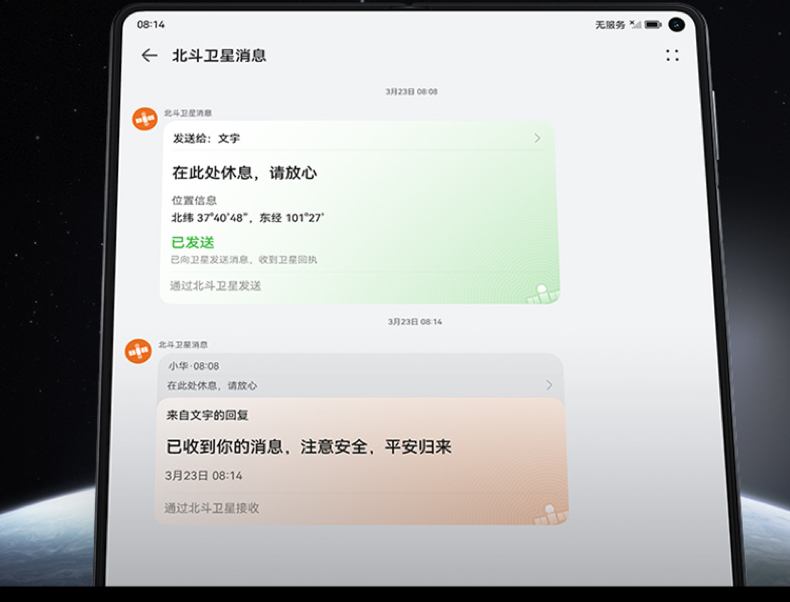 08:14
无服务
北斗卫星消息
3月23日 08:08
北斗卫星消息
发送给：文宇
在此处休息，请放心
位置信息
北纬 37°40'48"，东经 101°27'
已发送
已向卫星发送消息，收到卫星回执
通过北斗卫星发送
3月23日 08:14
北斗卫星消息
小华·08:08
在此处休息，请放心
来自文宇的回复
已收到你的消息，注意安全，平安归来
3月23日 08:14
通过北斗卫星接收